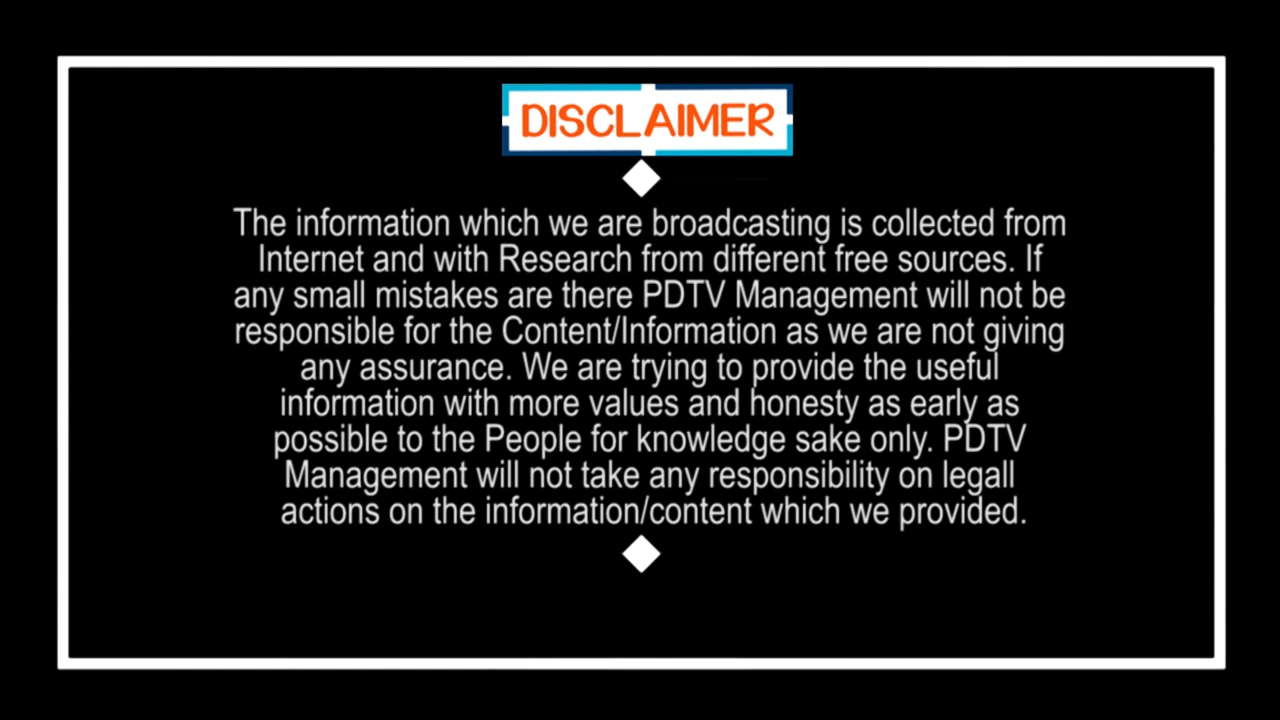 DISCLAIMER
The information which we are broadcasting is collected from
Internet and with Research from different free sources. If
any small mistakes are there PDTV Management will not be
responsible for the Content/Information as we are not giving
any assurance. We are trying to provide the useful
information with more values and honesty as early as
possible to the People for knowledge sake only. PDTV
Management will not take any responsibility on legall
actions on the information/content which we provided.